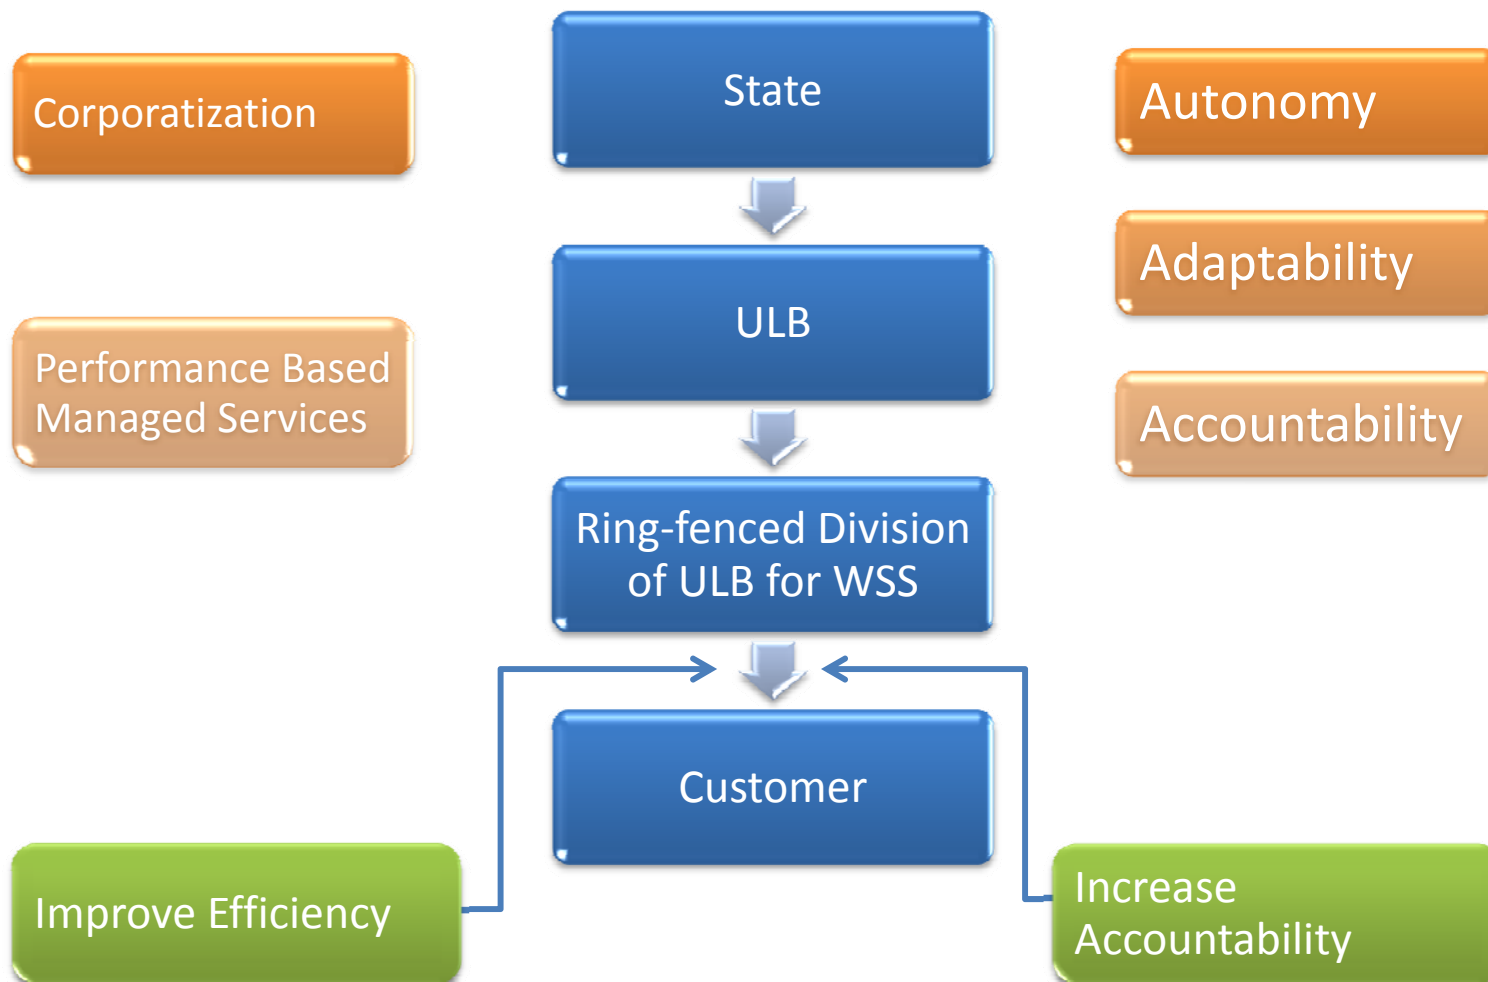 State
Corporatization
Autonomy
Adaptability
ULB
Performance Based
Managed Services
Accountability
Ring-fenced Division
of ULB for WSS
Customer
Improve Efficiency
Increase
Accountability